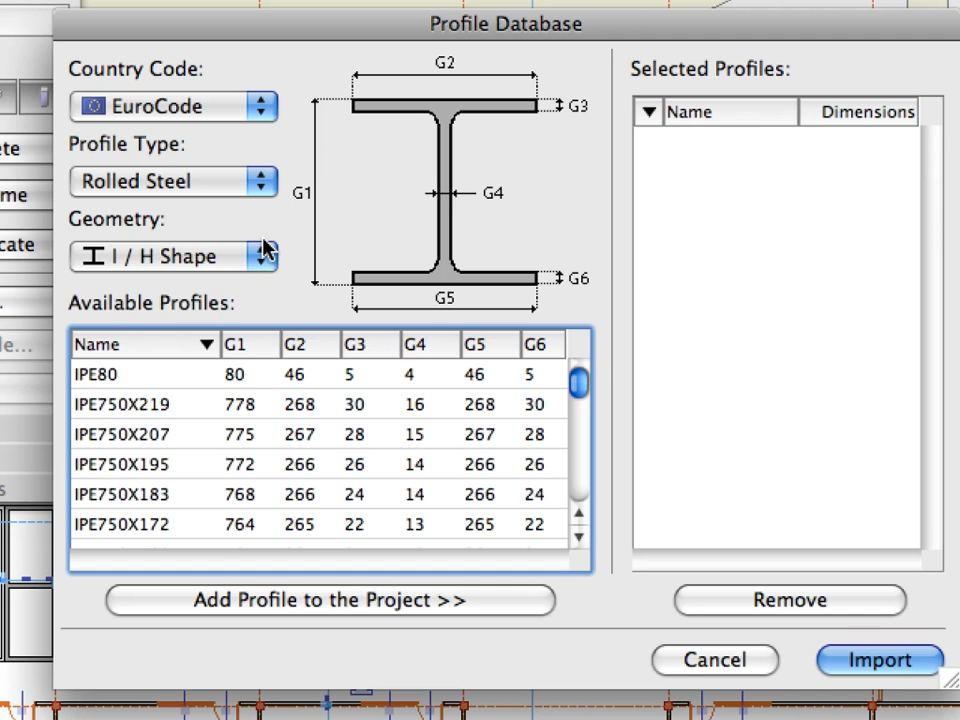 Profile Database
Country Code:
EuroCode
Profile Type:
Rolled Steel
Geometry:
I / H Shape
G2
G3
G1
G4
G6
G5
Available Profiles:
Name G1 G2 G3 G4 G5 G6
IPE80 80 46 5 4 46 5
IPE750X219 778 268 30 16 268 30
IPE750X207 775 267 28 15 267 28
IPE750X195 772 266 26 14 266 26
IPE750X183 768 266 24 14 266 24
IPE750X172 764 265 22 13 265 22
Add Profile to the Project >>
Selected Profiles:
Name Dimensions
Remove
Cancel
Import
ete
me
cate
le...
s